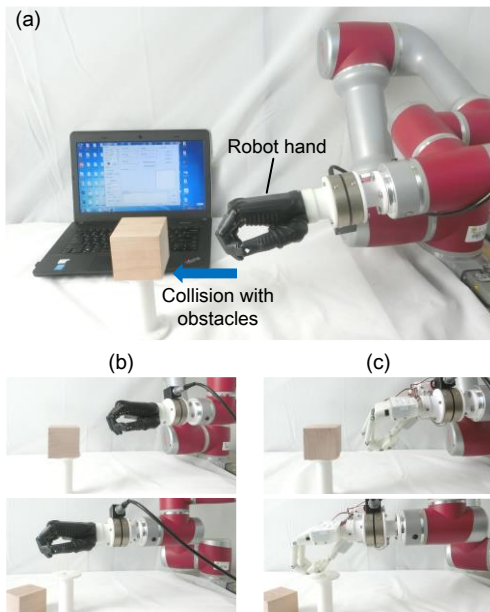 (a)
Robot hand
Collision with
obstacles
(b)
(c)